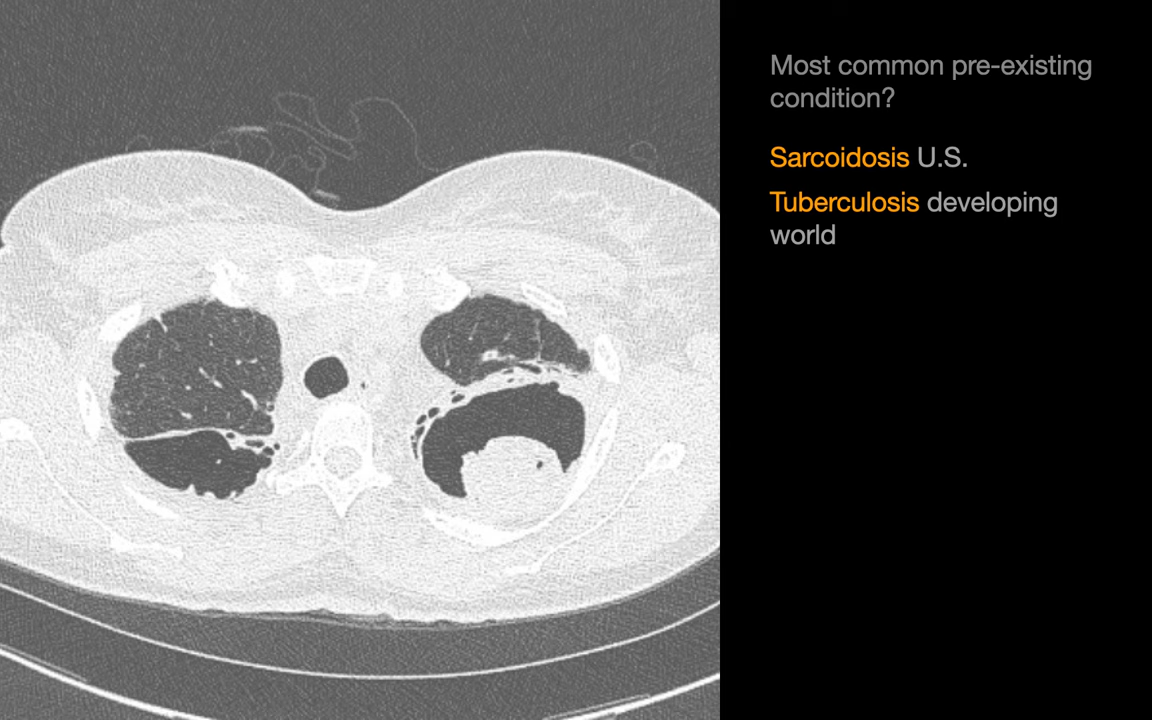 Most common pre-existing
condition?
Sarcoidosis U.S.
Tuberculosis developing
world